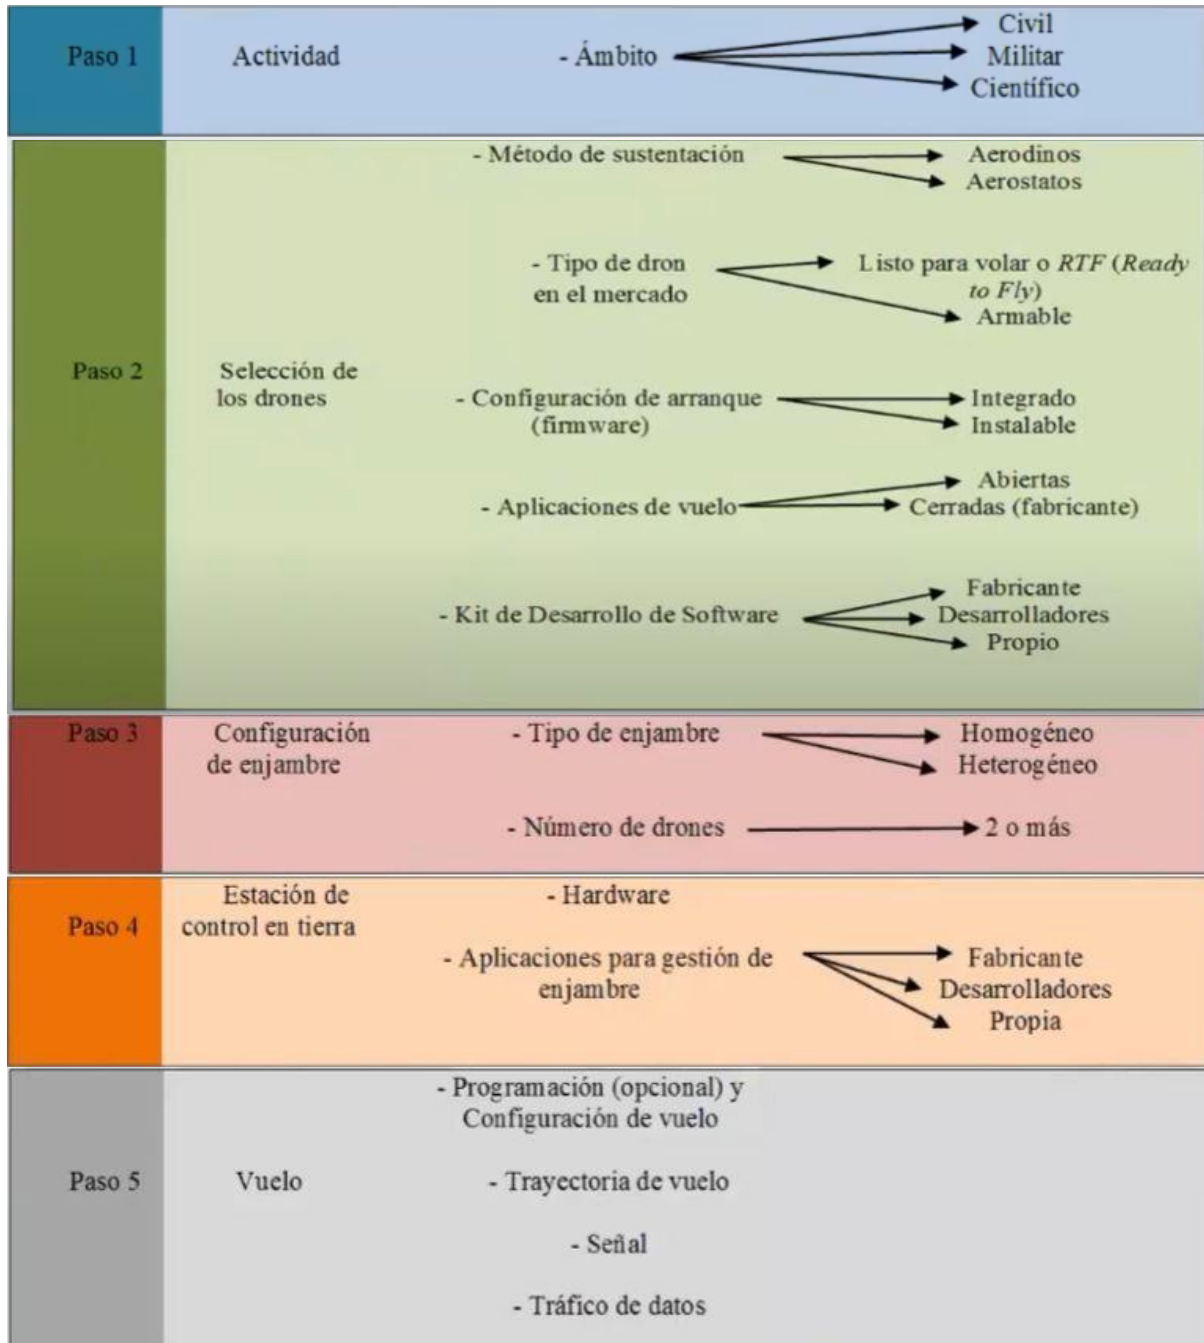 Paso 1
Actividad
- Ámbito
Civil
Militar
Científico
Paso 2
Selección de
los drones
- Método de sustentación
Aerodinos
Aerostatos
- Tipo de dron
en el mercado
Listo para volar o RTF (Ready
to Fly)
Armable
- Configuración de arranque
(firmware)
Integrado
Instalable
- Aplicaciones de vuelo
Abiertas
Cerradas (fabricante)
- Kit de Desarrollo de Software
Fabricante
Desarrolladores
Propio
Paso 3
Configuración
de enjambre
- Tipo de enjambre
Homogéneo
Heterogéneo
- Número de drones
2 o más
Paso 4
Estación de
control en tierra
- Hardware
- Aplicaciones para gestión de
enjambre
Fabricante
Desarrolladores
Propia
Paso 5
Vuelo
- Programación (opcional) y
Configuración de vuelo
- Trayectoria de vuelo
- Señal
- Tráfico de datos